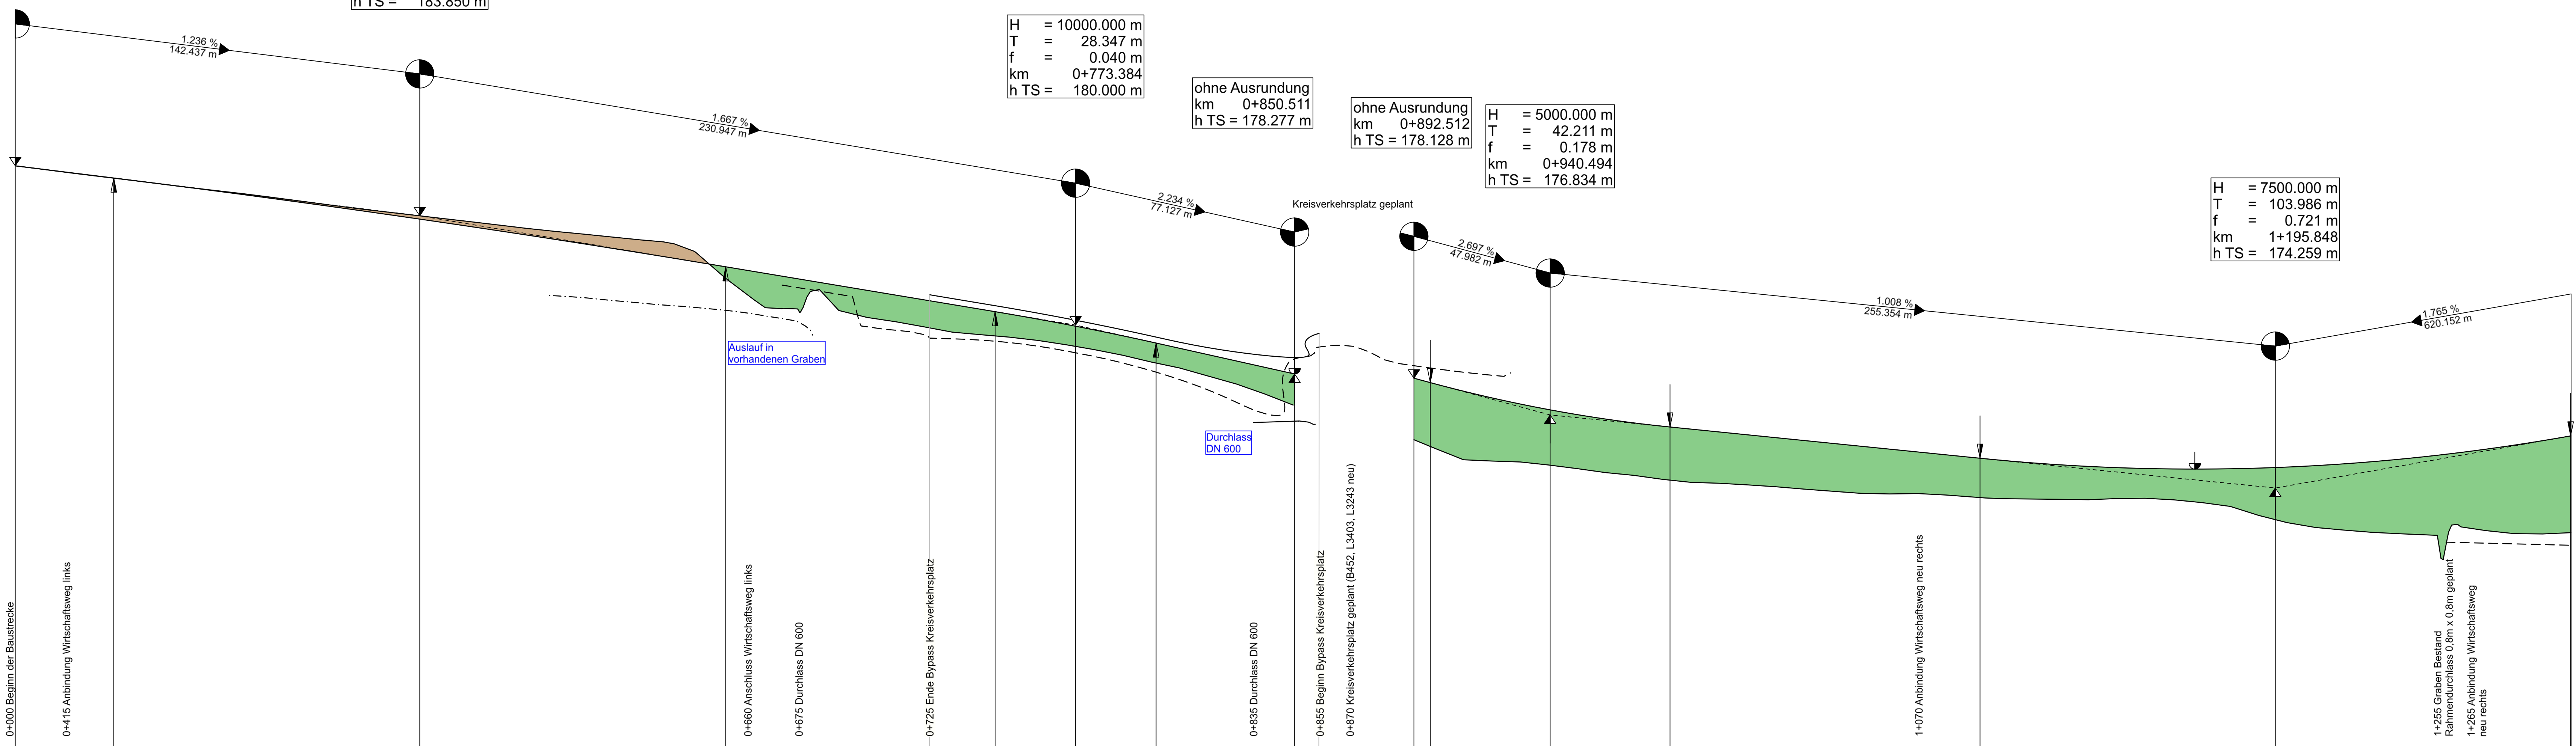 h TS = 183.850 m
1.236 %
142.437 m
1.667 %
230.947 m
H = 10000.000 m
T = 28.347 m
f = 0.040 m
km 0+773.384
h TS = 180.000 m
2.234 %
77.127 m
ohne Ausrundung
km 0+850.511
h TS = 178.277 m
Kreisverkehrsplatz geplant
ohne Ausrundung
km 0+892.512
h TS = 178.128 m
2.697 %
47.982 m
H = 5000.000 m
T = 42.211 m
f = 0.178 m
km 0+940.494
h TS = 176.834 m
1.008 %
255.354 m
H = 7500.000 m
T = 103.986 m
f = 0.721 m
km 1+195.848
h TS = 174.259 m
1.765 %
620.152 m
Auslauf in
vorhandenen Graben
Durchlass
DN 600
0+000 Beginn der Baustrecke
0+415 Anbindung Wirtschaftsweg links
0+660 Anschluss Wirtschaftsweg links
0+675 Durchlass DN 600
0+725 Ende Bypass Kreisverkehrsplatz
0+835 Durchlass DN 600
0+855 Beginn Bypass Kreisverkehrsplatz
0+870 Kreisverkehrsplatz geplant (B452, L3403, L3243 neu)
1+070 Anbindung Wirtschaftsweg neu rechts
1+255 Graben Bestand
Rahmendurchlass 0,8m x 0,8m geplant
1+265 Anbindung Wirtschaftsweg
neu rechts